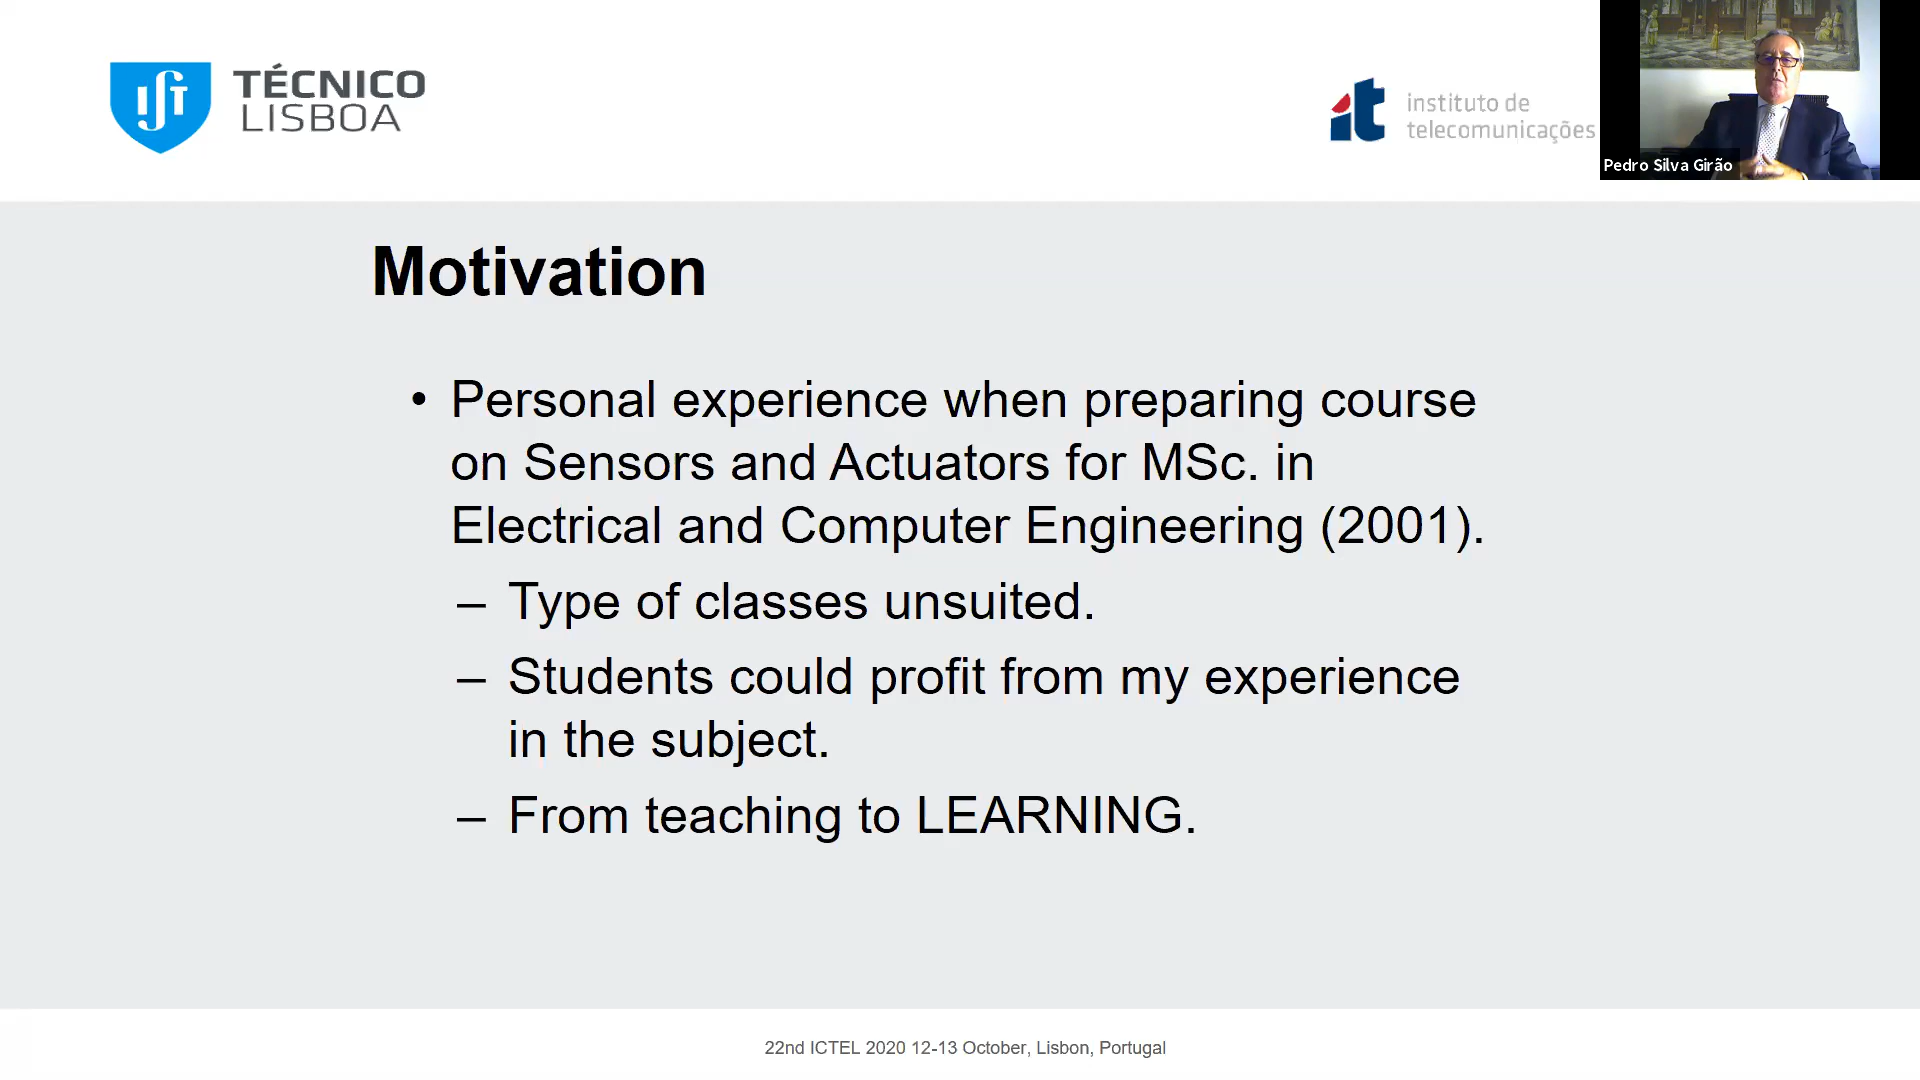 TÉCNICO
LISBOA
instituto de
telecomunicações
Pedro Silva Girão
Motivation
• Personal experience when preparing course
on Sensors and Actuators for MSc. in
Electrical and Computer Engineering (2001).
– Type of classes unsuited.
– Students could profit from my experience
in the subject.
– From teaching to LEARNING.
22nd ICTEL 2020 12-13 October, Lisbon, Portugal